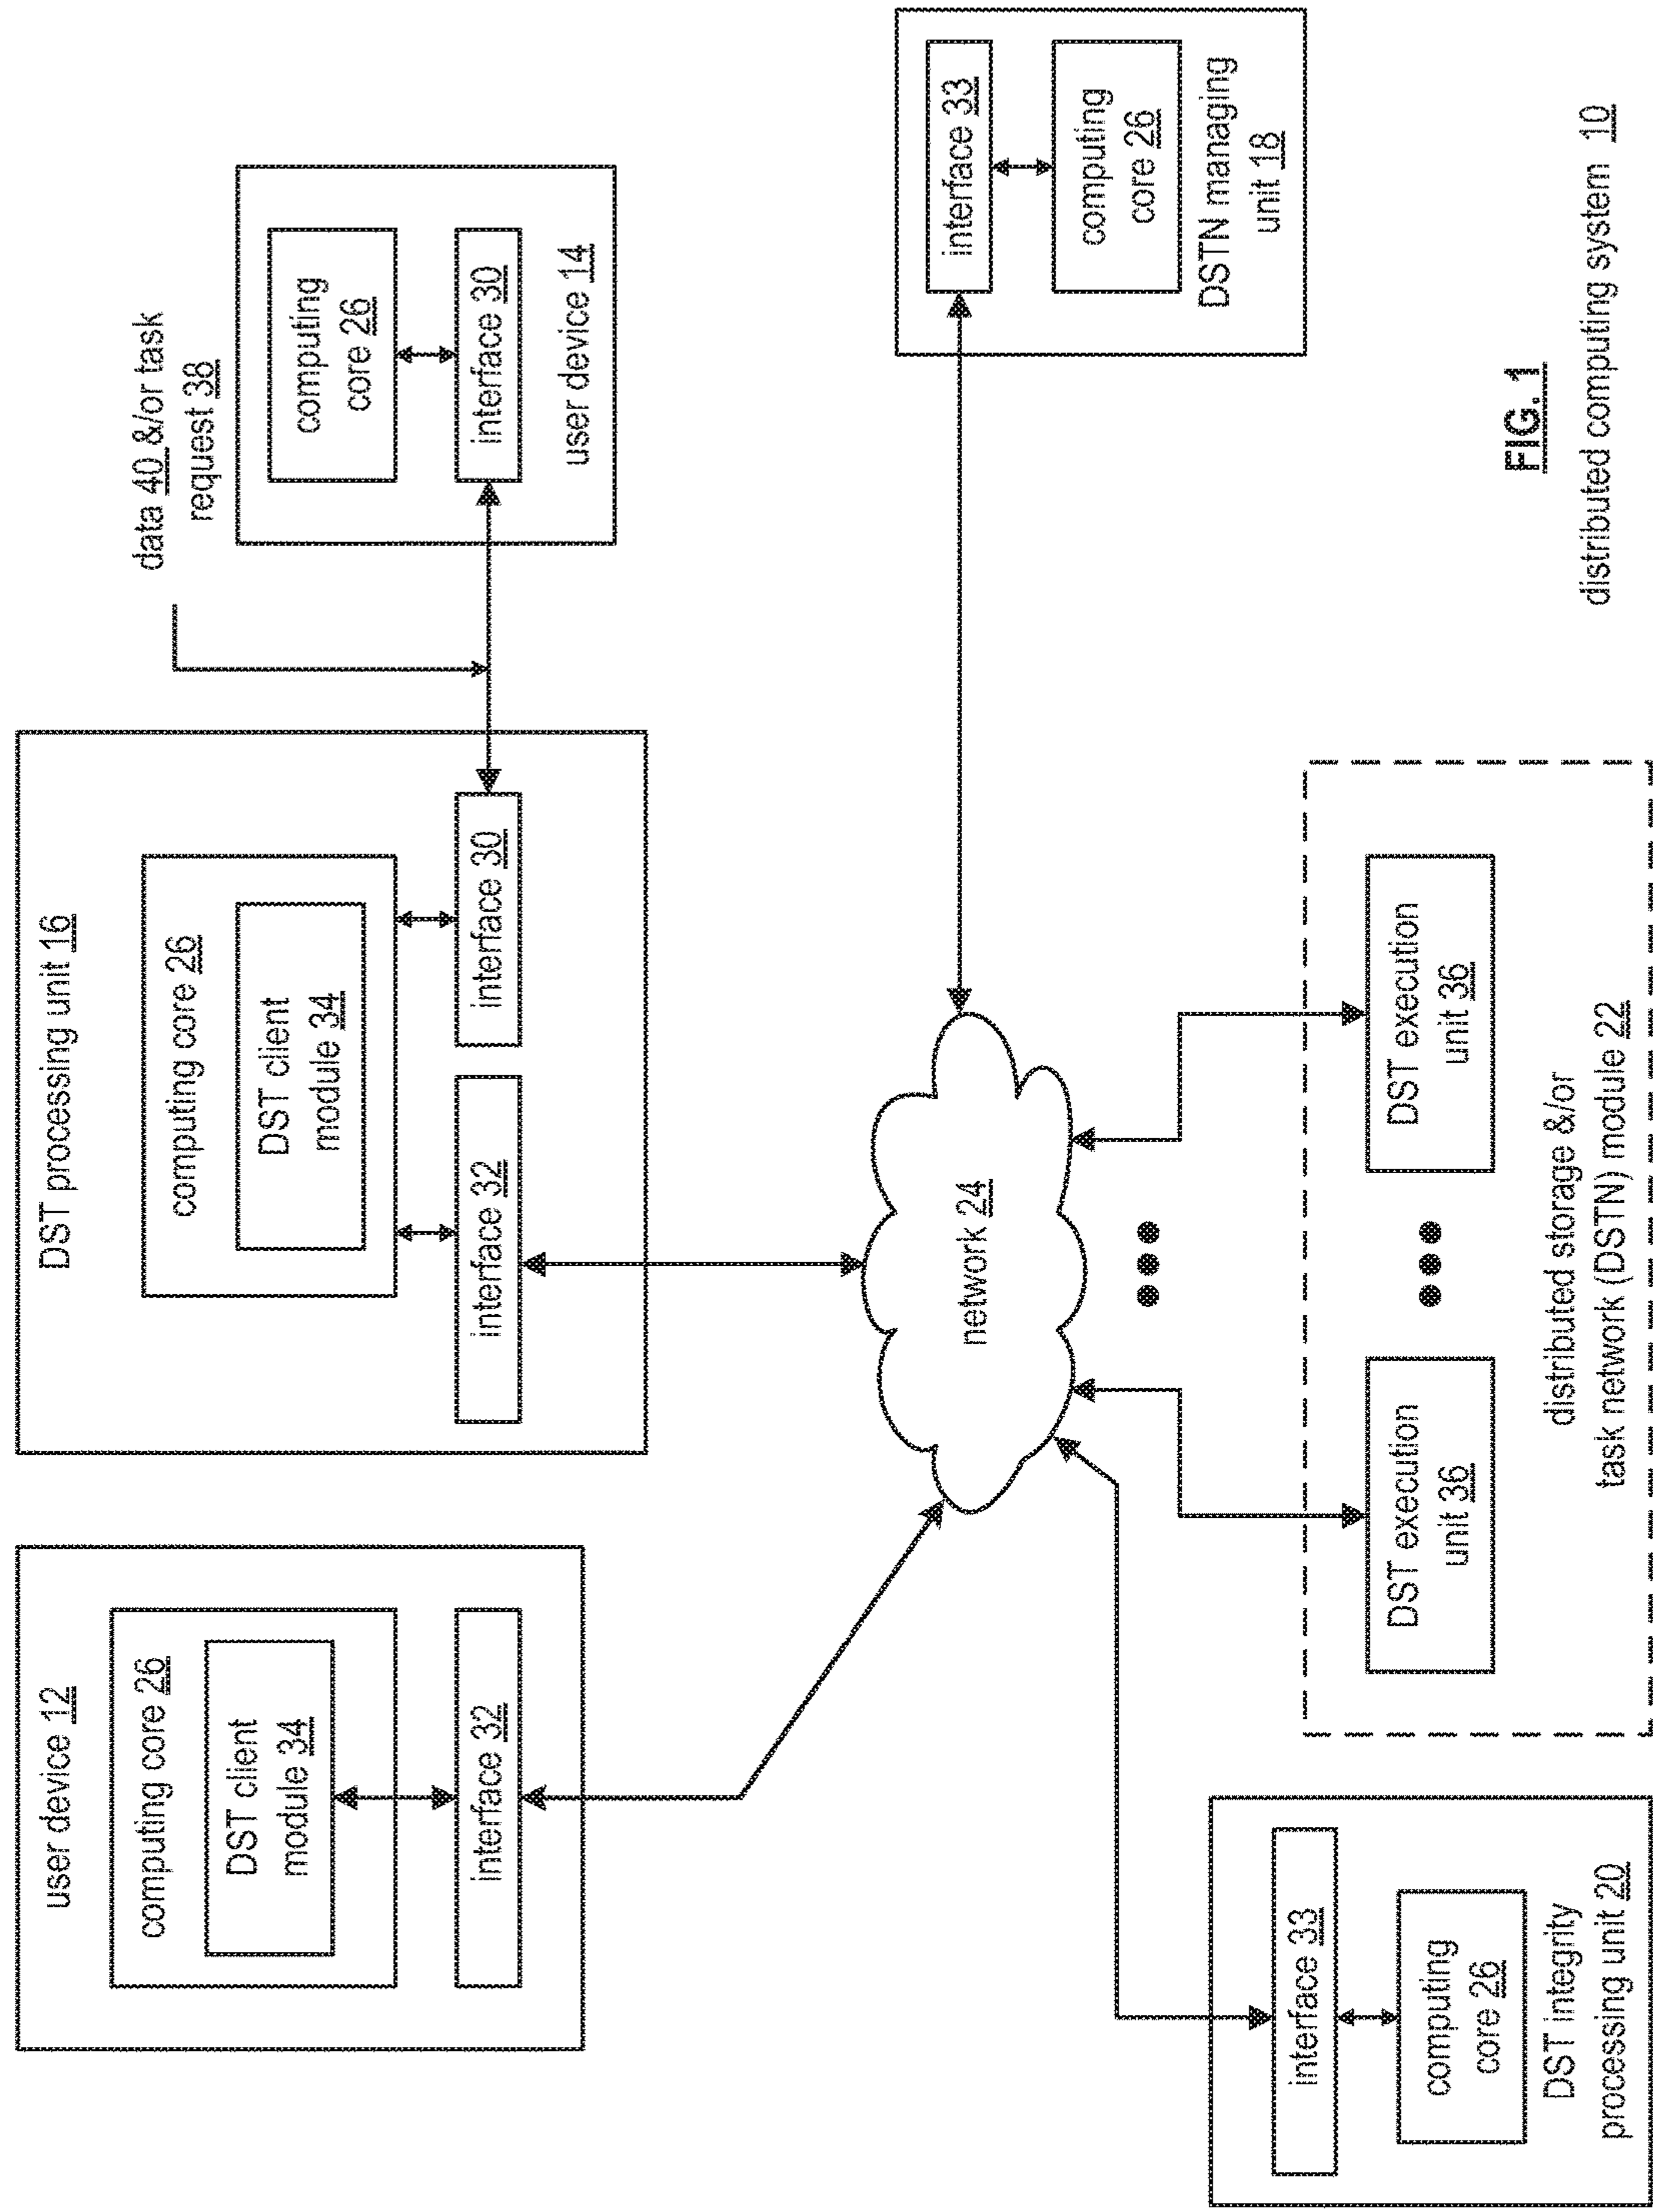 user device 12
computing core 26
DST client
module 34
interface 32
DST processing unit 16
computing core 26
DST client
module 34
interface 32
interface 30
data 40 &/or task
request 38
computing
core 26
interface 30
user device 14
network 24
interface 33
computing
core 26
DSTN managing
unit 18
interface 33
computing
core 26
DST integrity
processing unit 20
DST execution
unit 36
DST execution
unit 36
distributed storage &/or
task network (DSTN) module 22
FIG. 1
distributed computing system 10